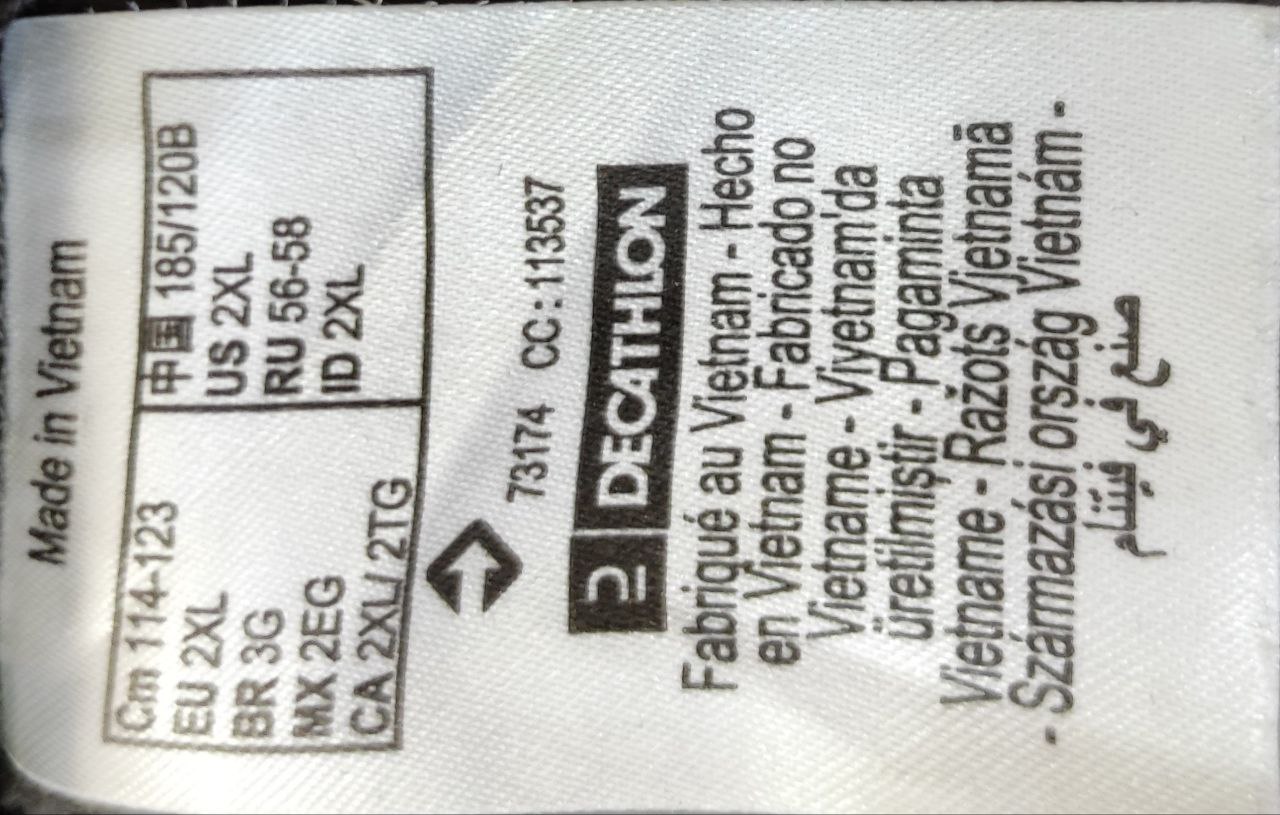 Made in Vietnam
Cm 114-123
EU 2XL
BR 3G
MX 2EG
CA 2XL/ 2TG
中国 185/120B
US 2XL
RU 56-58
ID 2XL
73174 CC: 113537
DECATHLON
Fabriqué au Vietnam - Hecho
en Vietnam - Fabricado no
Vietname - Viyetnam'da
üretilmiştir - Pagaminta
Vietname - Ražots Vjetnamā
- Származási ország Vietnám -
صنع في فيتنام